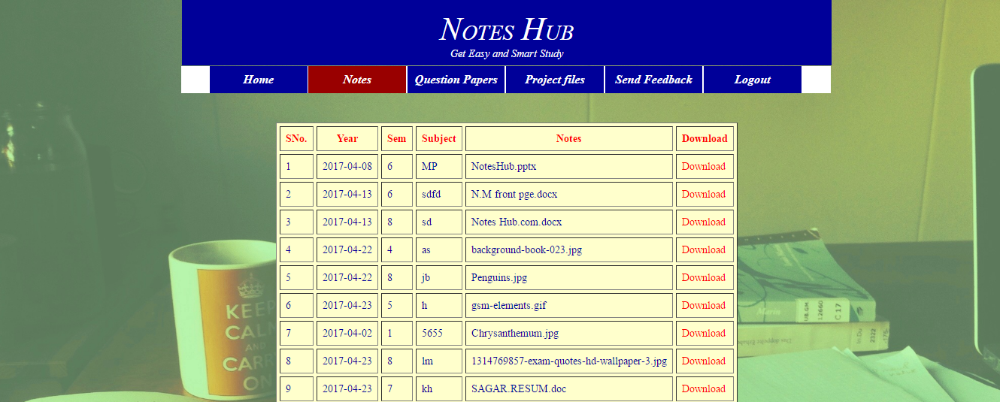 Notes Hub
Get Easy and Smart Study
Home Notes Question Papers Project files Send Feedback Logout
SNo. Year Sem Subject Notes Download
1 2017-04-08 6 MP NotesHub.pptx Download
2 2017-04-13 6 sdfd N.M front pge.docx Download
3 2017-04-13 8 sd Notes Hub.com.docx Download
4 2017-04-22 4 as background-book-023.jpg Download
5 2017-04-22 8 jb Penguins.jpg Download
6 2017-04-23 5 h gsm-elements.gif Download
7 2017-04-02 1 5655 Chrysanthemum.jpg Download
8 2017-04-23 8 lm 1314769857-exam-quotes-hd-wallpaper-3.jpg Download
9 2017-04-23 7 kh SAGAR.RESUM.doc Download
KEEP
CALM
AND
CARR
ON
12660
C 17
2322